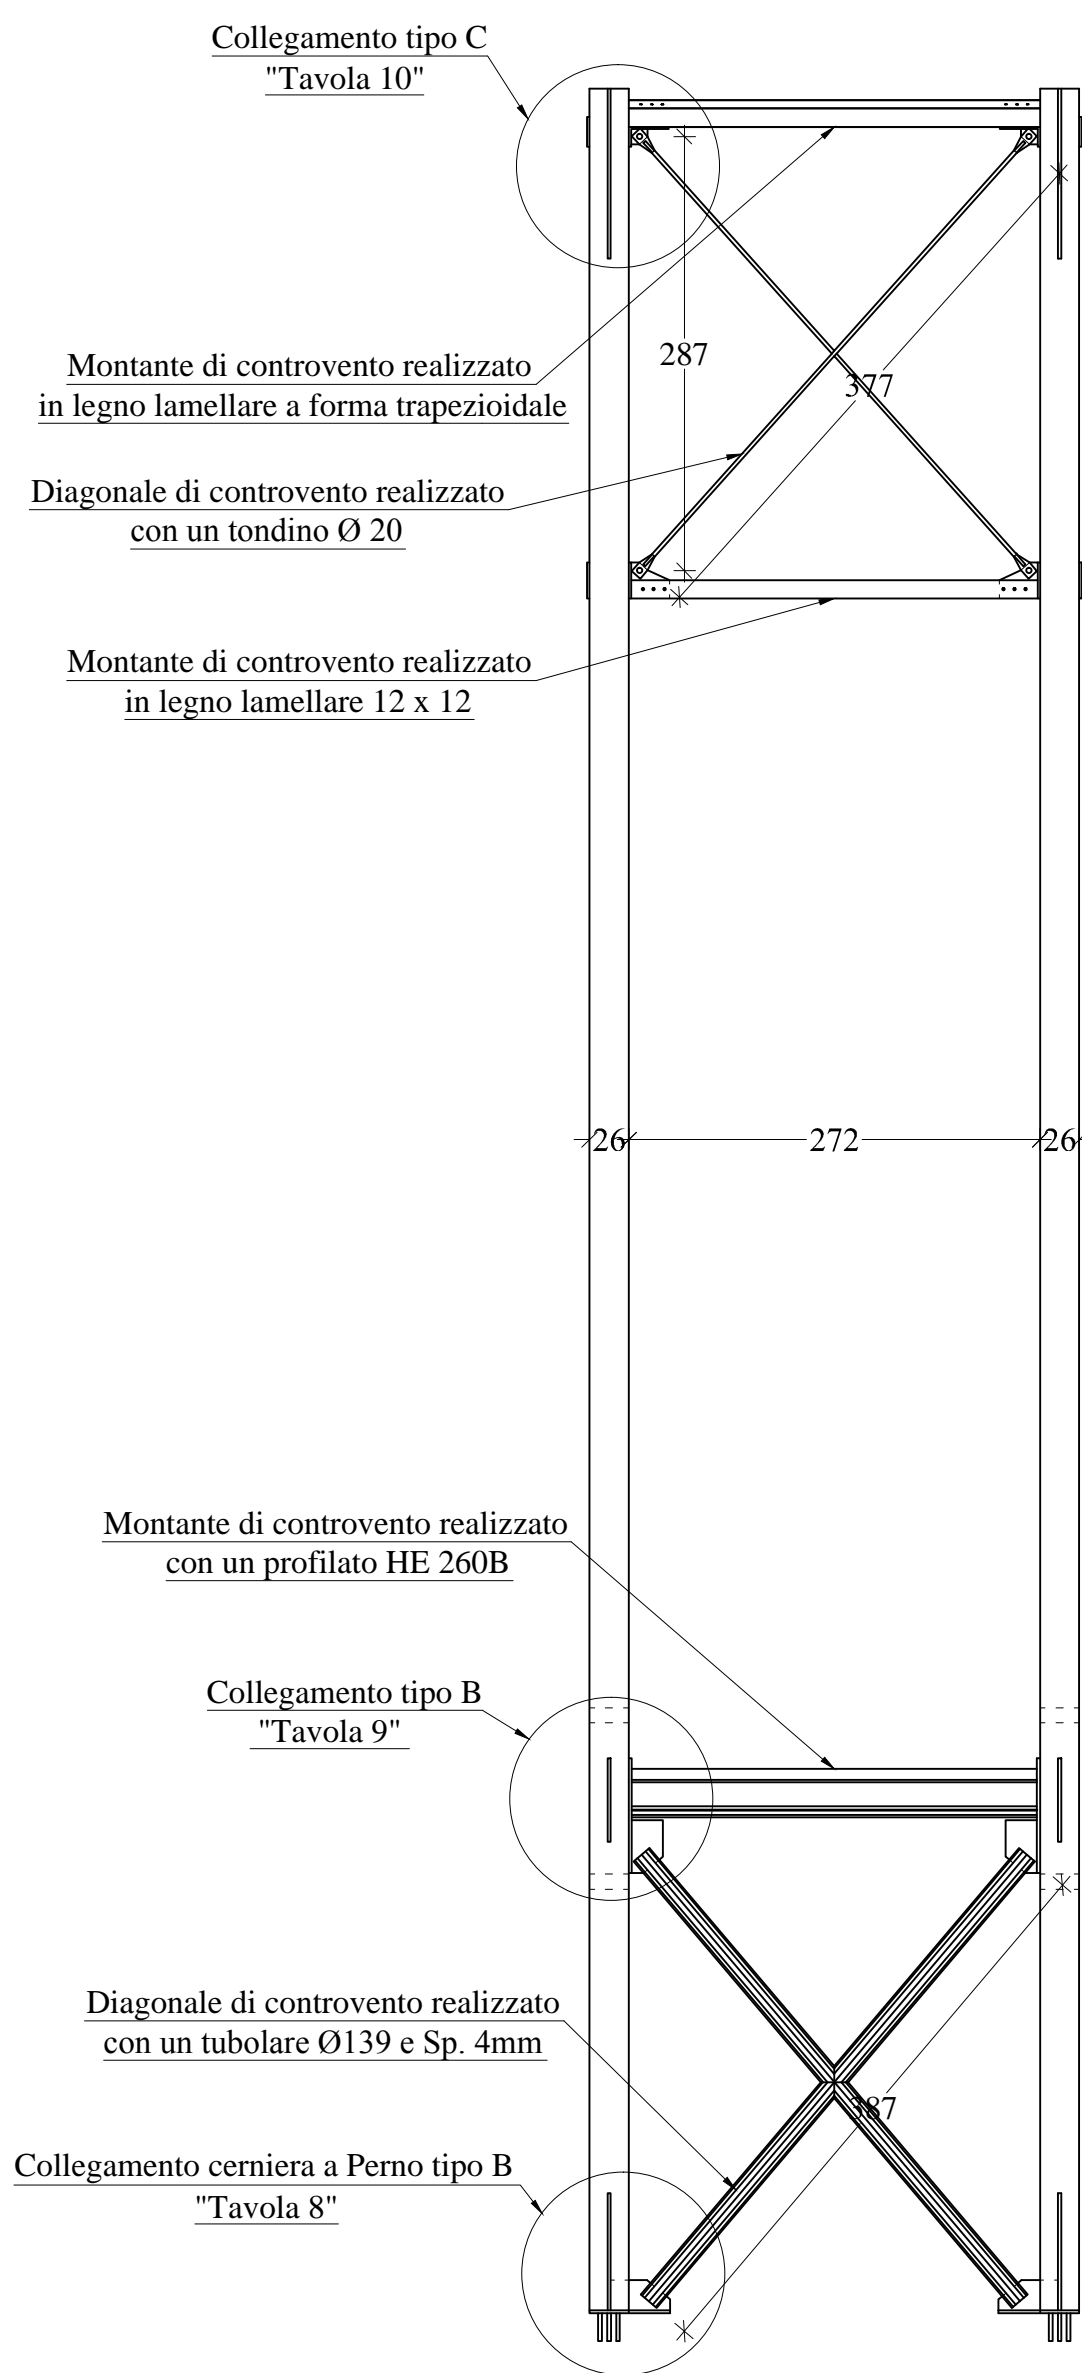 Collegamento tipo C
"Tavola 10"
Montante di controvento realizzato
in legno lamellare a forma trapezioidale
287
377
Diagonale di controvento realizzato
con un tondino Ø 20
Montante di controvento realizzato
in legno lamellare 12 x 12
26
272
26
Montante di controvento realizzato
con un profilato HE 260B
Collegamento tipo B
"Tavola 9"
Diagonale di controvento realizzato
con un tubolare Ø139 e Sp. 4mm
387
Collegamento cerniera a Perno tipo B
"Tavola 8"